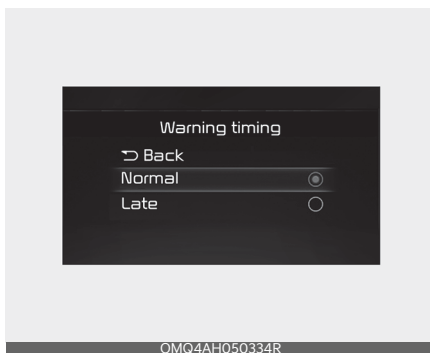 Warning timing
Back
Normal
Late
OMQ4AH050334R